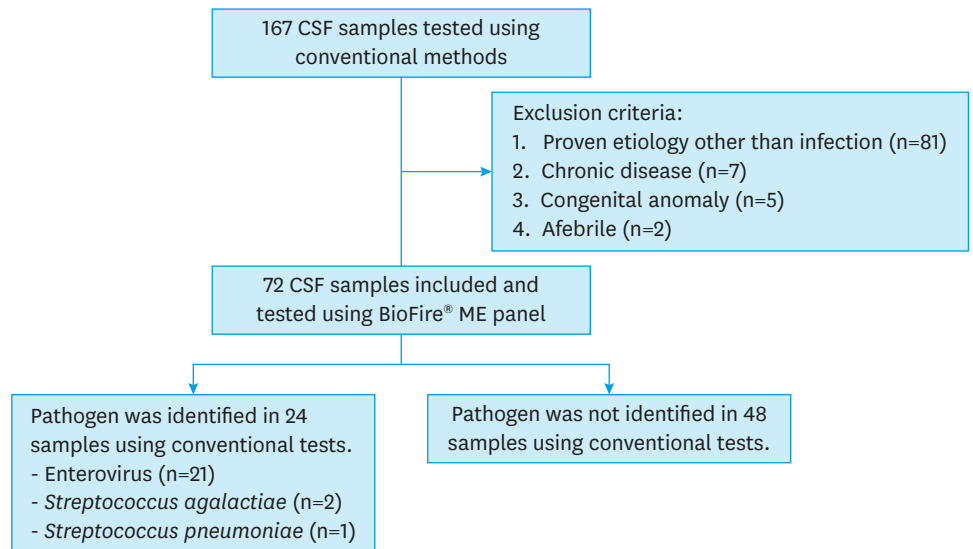 167 CSF samples tested using
conventional methods
Exclusion criteria:
1. Proven etiology other than infection (n=81)
2. Chronic disease (n=7)
3. Congenital anomaly (n=5)
4. Afebrile (n=2)
72 CSF samples included and
tested using BioFire® ME panel
Pathogen was identified in 24
samples using conventional tests.
- Enterovirus (n=21)
- Streptococcus agalactiae (n=2)
- Streptococcus pneumoniae (n=1)
Pathogen was not identified in 48
samples using conventional tests.